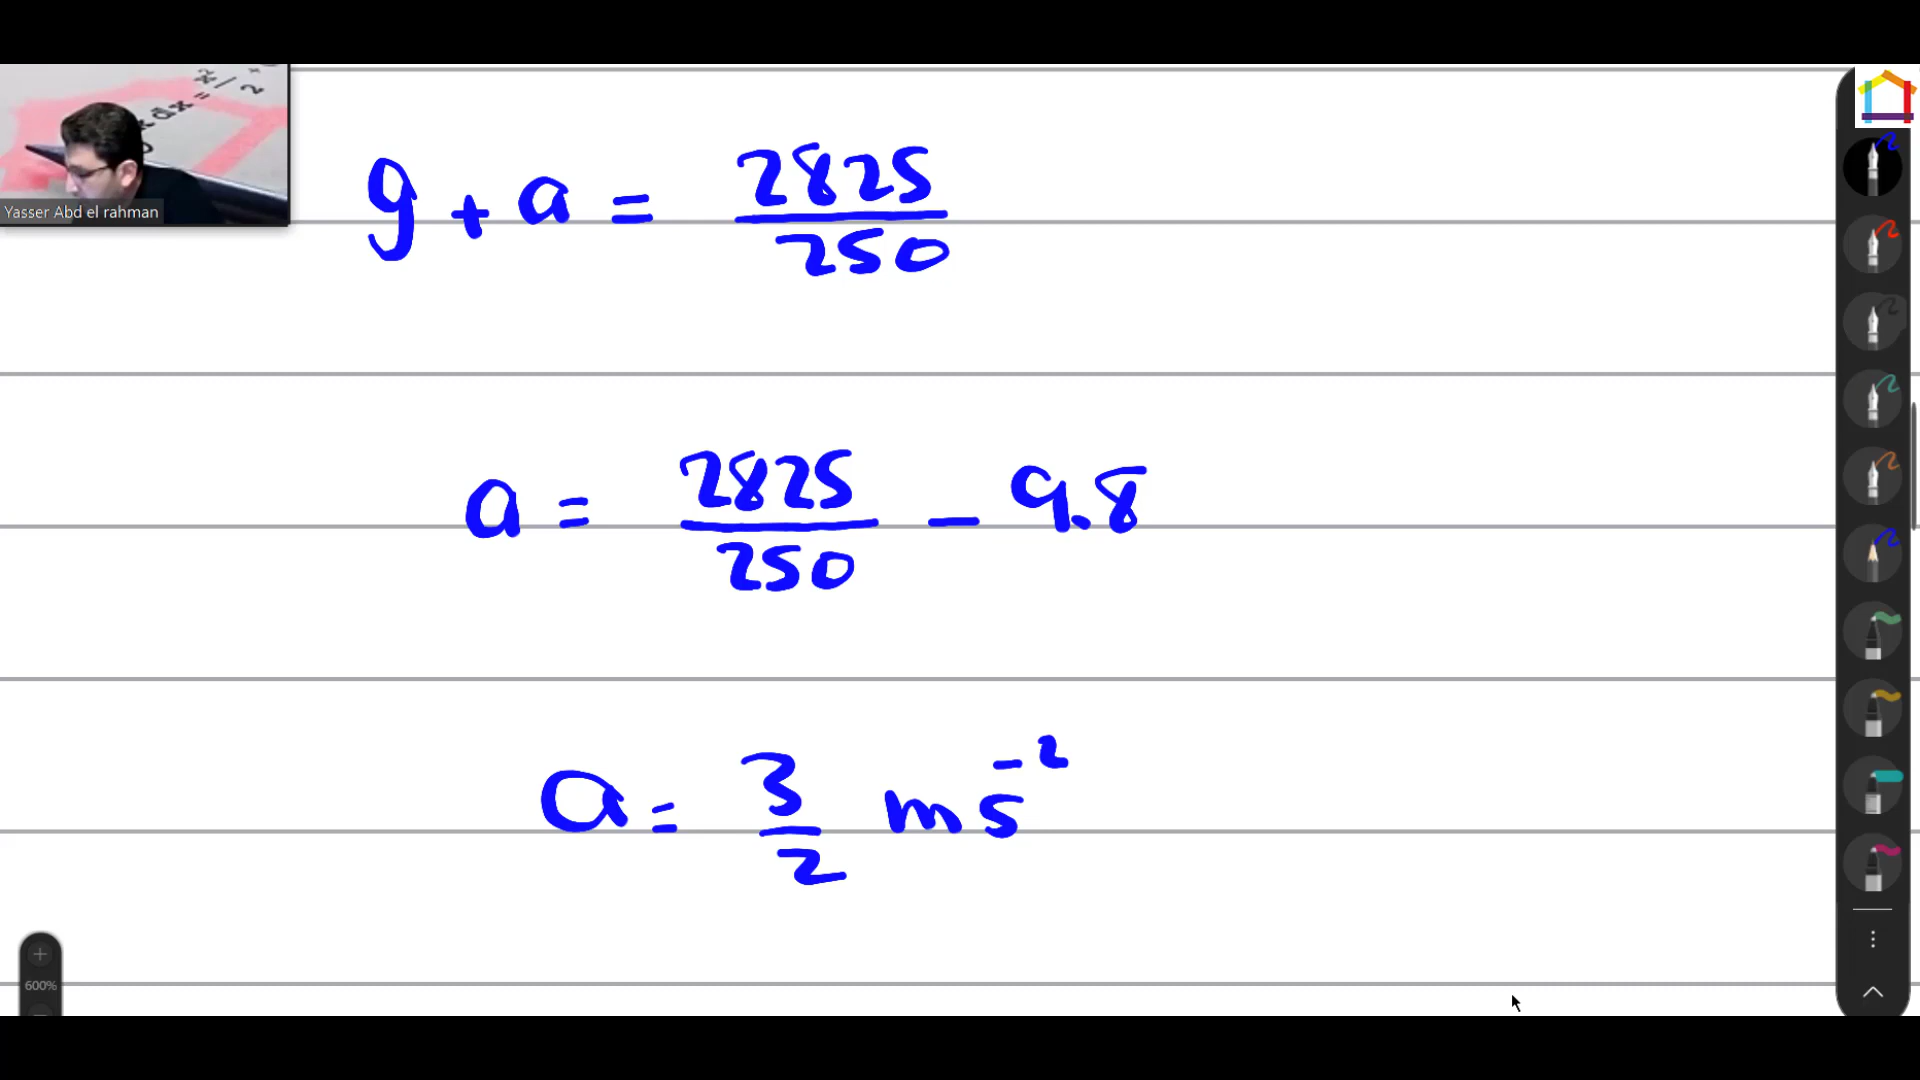 g + a = 2825/250
a = 2825/250 - 9.8
a = 3/2 ms⁻²
Yasser Abd el rahman
600%